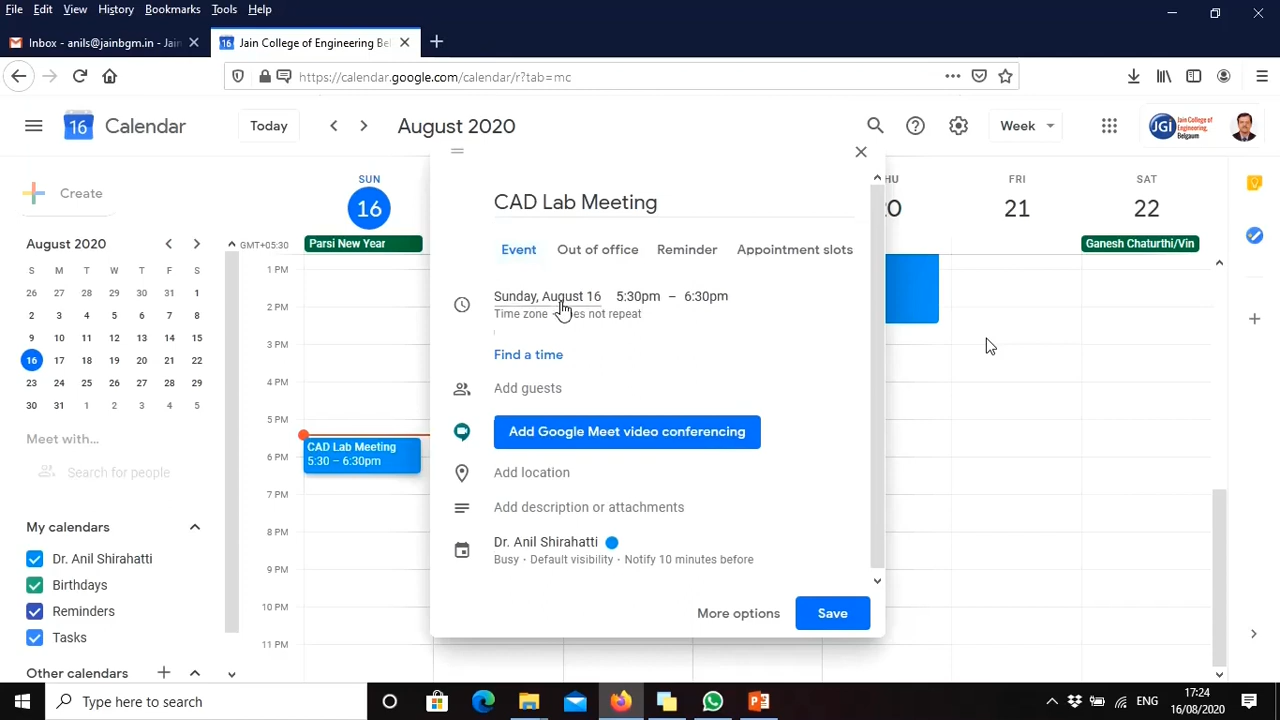 File Edit View History Bookmarks Tools Help
Inbox - anils@jainbgm.in - Jain
Jain College of Engineering Be
https://calendar.google.com/calendar/r?tab=mc
16 Calendar Today August 2020 Week JGI Jain College of Engineering, Belgaum
Create
August 2020
S M T W T F S
26 27 28 29 30 31 1
2 3 4 5 6 7 8
9 10 11 12 13 14 15
16 17 18 19 20 21 22
23 24 25 26 27 28 29
30 31 1 2 3 4 5
Meet with...
Search for people
My calendars
Dr. Anil Shirahatti
Birthdays
Reminders
Tasks
Other calendars
GMT+05:30
SUN
16
Parsi New Year
1 PM
2 PM
3 PM
4 PM
5 PM
6 PM
7 PM
8 PM
9 PM
10 PM
11 PM
CAD Lab Meeting
5:30 – 6:30pm
CAD Lab Meeting
Event Out of office Reminder Appointment slots
Sunday, August 16 5:30pm – 6:30pm
Time zone not repeat
Find a time
Add guests
Add Google Meet video conferencing
Add location
Add description or attachments
Dr. Anil Shirahatti
Busy · Default visibility · Notify 10 minutes before
More options Save
HU
20
FRI
21
SAT
22
Ganesh Chaturthi/Vin
Type here to search
ENG
17:24
16/08/2020